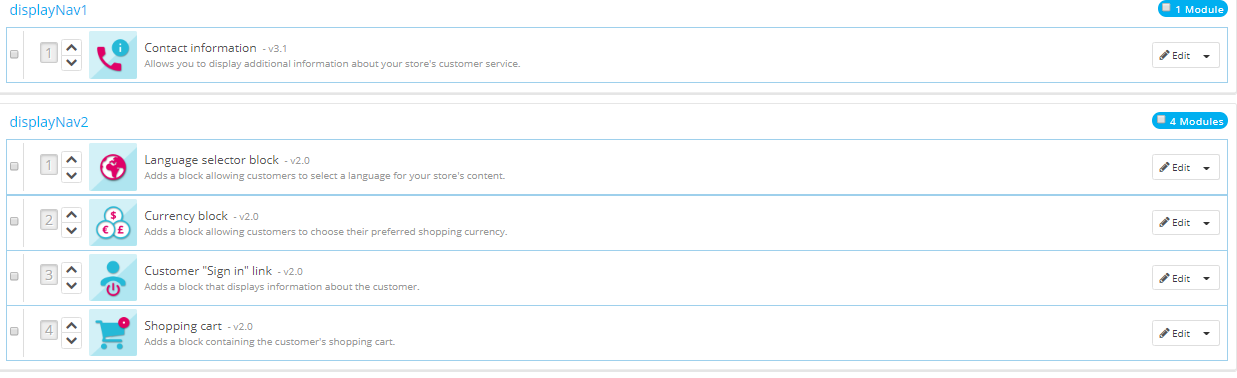 displayNav1
1 Module
1
Contact information - v3.1
Allows you to display additional information about your store's customer service.
Edit
displayNav2
4 Modules
1
Language selector block - v2.0
Adds a block allowing customers to select a language for your store's content.
Edit
2
Currency block - v2.0
Adds a block allowing customers to choose their preferred shopping currency.
Edit
3
Customer "Sign in" link - v2.0
Adds a block that displays information about the customer.
Edit
4
Shopping cart - v2.0
Adds a block containing the customer's shopping cart.
Edit